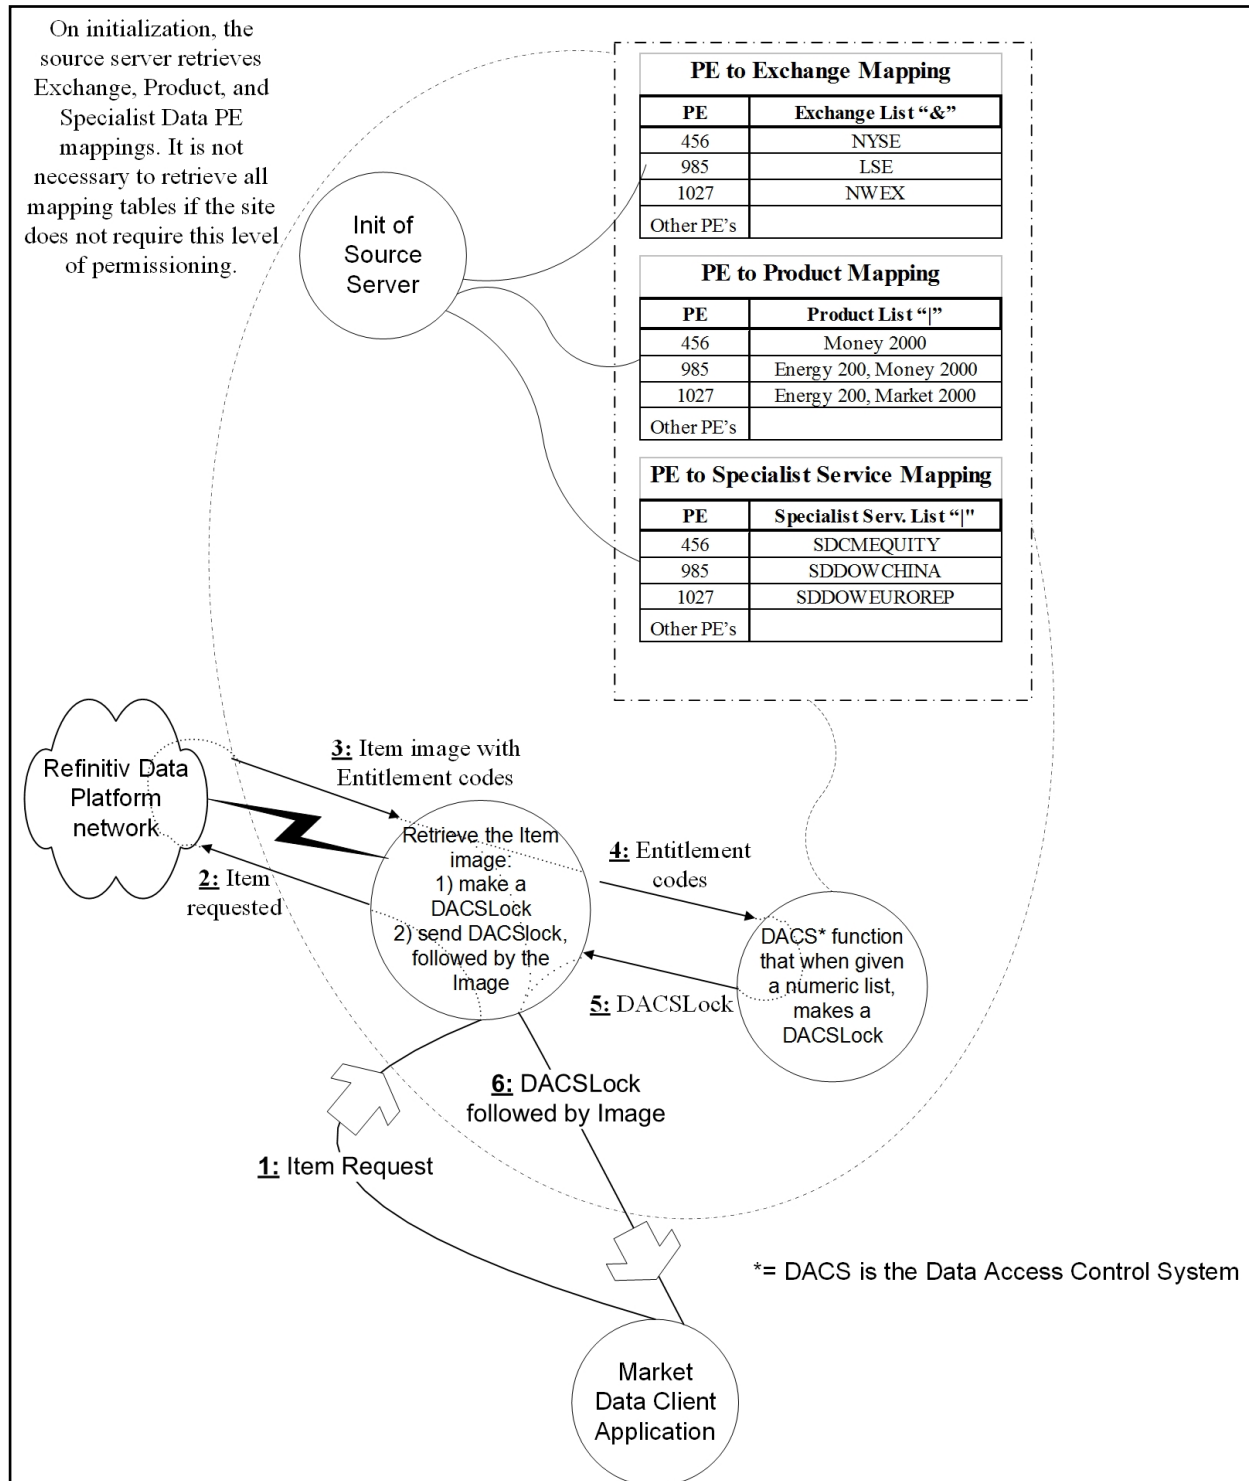 On initialization, the
source server retrieves
Exchange, Product, and
Specialist Data PE
mappings. It is not
necessary to retrieve all
mapping tables if the site
does not require this level
of permissioning.
Init of
Source
Server
PE to Exchange Mapping
PE Exchange List “&”
456 NYSE
985 LSE
1027 NWEX
Other PE’s
PE to Product Mapping
PE Product List “|”
456 Money 2000
985 Energy 200, Money 2000
1027 Energy 200, Market 2000
Other PE’s
PE to Specialist Service Mapping
PE Specialist Serv. List “|"
456 SDCMEQUITY
985 SDDOWCHINA
1027 SDDOWEUROREP
Other PE’s
Refinitiv Data
Platform
network
3: Item image with
Entitlement codes
2: Item
requested
Retrieve the Item
image:
1) make a
DACSLock
2) send DACSlock,
followed by the
Image
4: Entitlement
codes
5: DACSLock
DACS* function
that when given
a numeric list,
makes a
DACSLock
6: DACSLock
followed by Image
1: Item Request
*= DACS is the Data Access Control System
Market
Data Client
Application